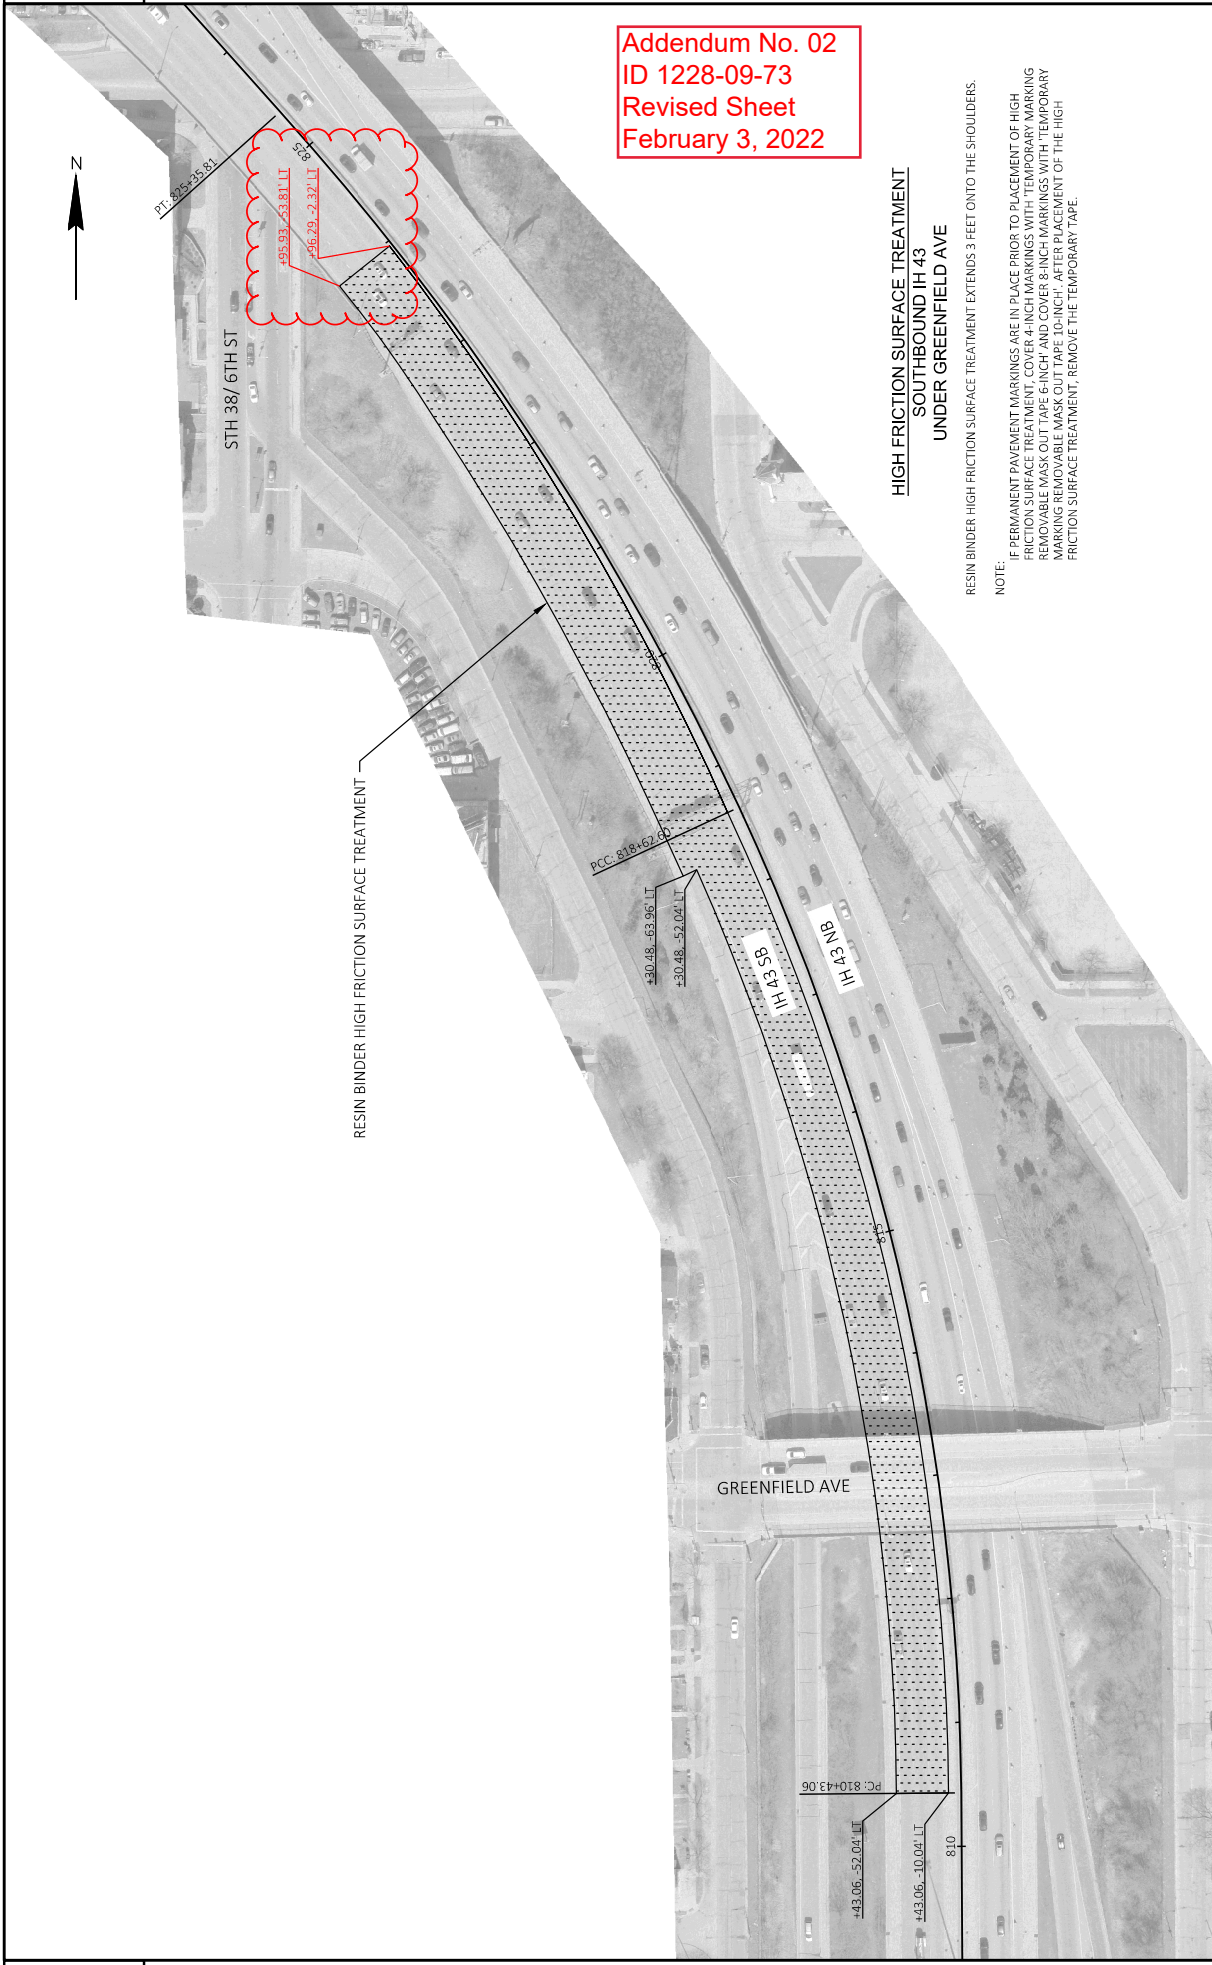 Addendum No. 02
ID 1228-09-73
Revised Sheet
February 3, 2022
HIGH FRICTION SURFACE TREATMENT
SOUTHBOUND IH 43
UNDER GREENFIELD AVE
RESIN BINDER HIGH FRICTION SURFACE TREATMENT EXTENDS 3 FEET ONTO THE SHOULDERS.
NOTE:
IF PERMANENT PAVEMENT MARKINGS ARE IN PLACE PRIOR TO PLACEMENT OF HIGH
FRICTION SURFACE TREATMENT, COVER 4-INCH MARKINGS WITH 'TEMPORARY MARKING
REMOVABLE MASK OUT TAPE 6-INCH' AND COVER 8-INCH MARKINGS WITH 'TEMPORARY
MARKING REMOVABLE MASK OUT TAPE 10-INCH'. AFTER PLACEMENT OF THE HIGH
FRICTION SURFACE TREATMENT, REMOVE THE TEMPORARY TAPE.
N
PT: 825+35.81
825
+95.93, -53.81' LT
+96.29, -2.32' LT
STH 38/ 6TH ST
RESIN BINDER HIGH FRICTION SURFACE TREATMENT
820
PCC: 818+62.60
+30.48, -63.96' LT
+30.48, -52.04' LT
IH 43 SB
IH 43 NB
815
GREENFIELD AVE
PC: 810+43.06
+43.06, -52.04' LT
+43.06, -10.04' LT
810